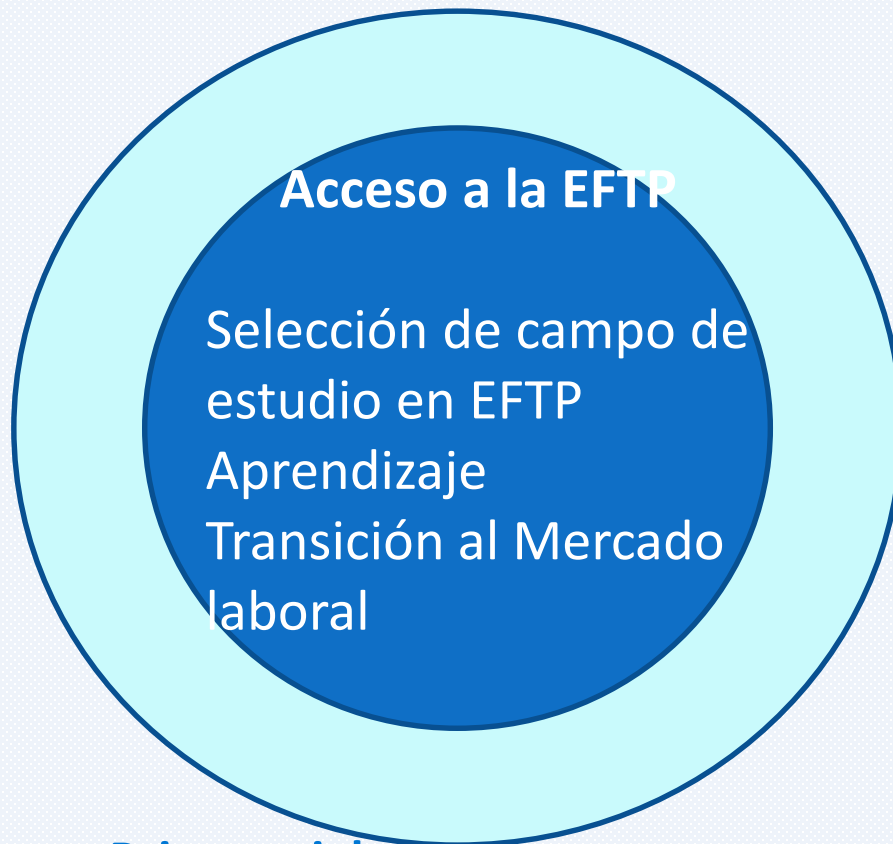 Acceso a la EFTP
Selección de campo de
estudio en EFTP
Aprendizaje
Transición al Mercado
laboral